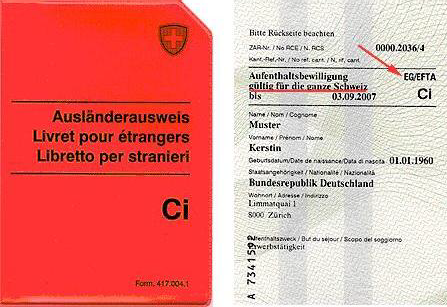 Ausländerausweis
Livret pour étrangers
Libretto per stranieri
Ci
Form. 417.004.1
Bitte Rückseite beachten
ZAR-Nr. / No RCE / N. RCS 0000.2036/4
Kant.-Ref.-Nr. / No ref. cant. / N. rif. cant.
Aufenthaltsbewilligung EG/EFTA
gültig für die ganze Schweiz
bis 03.09.2007 Ci
Name / Nom / Cognome
Muster
Vorname / Prénom / Nome
Kerstin
Geburtsdatum/Date de naissance/Data di nascita 01.01.1960
Staatsangehörigkeit / Nationalité / Nazionalità
Bundesrepublik Deutschland
Wohnort / Adresse / Indirizzo
Limmatquai 1
8000 Zürich
Aufenthaltszweck / But du séjour / Scopo del soggiorno
Erwerbstätigkeit